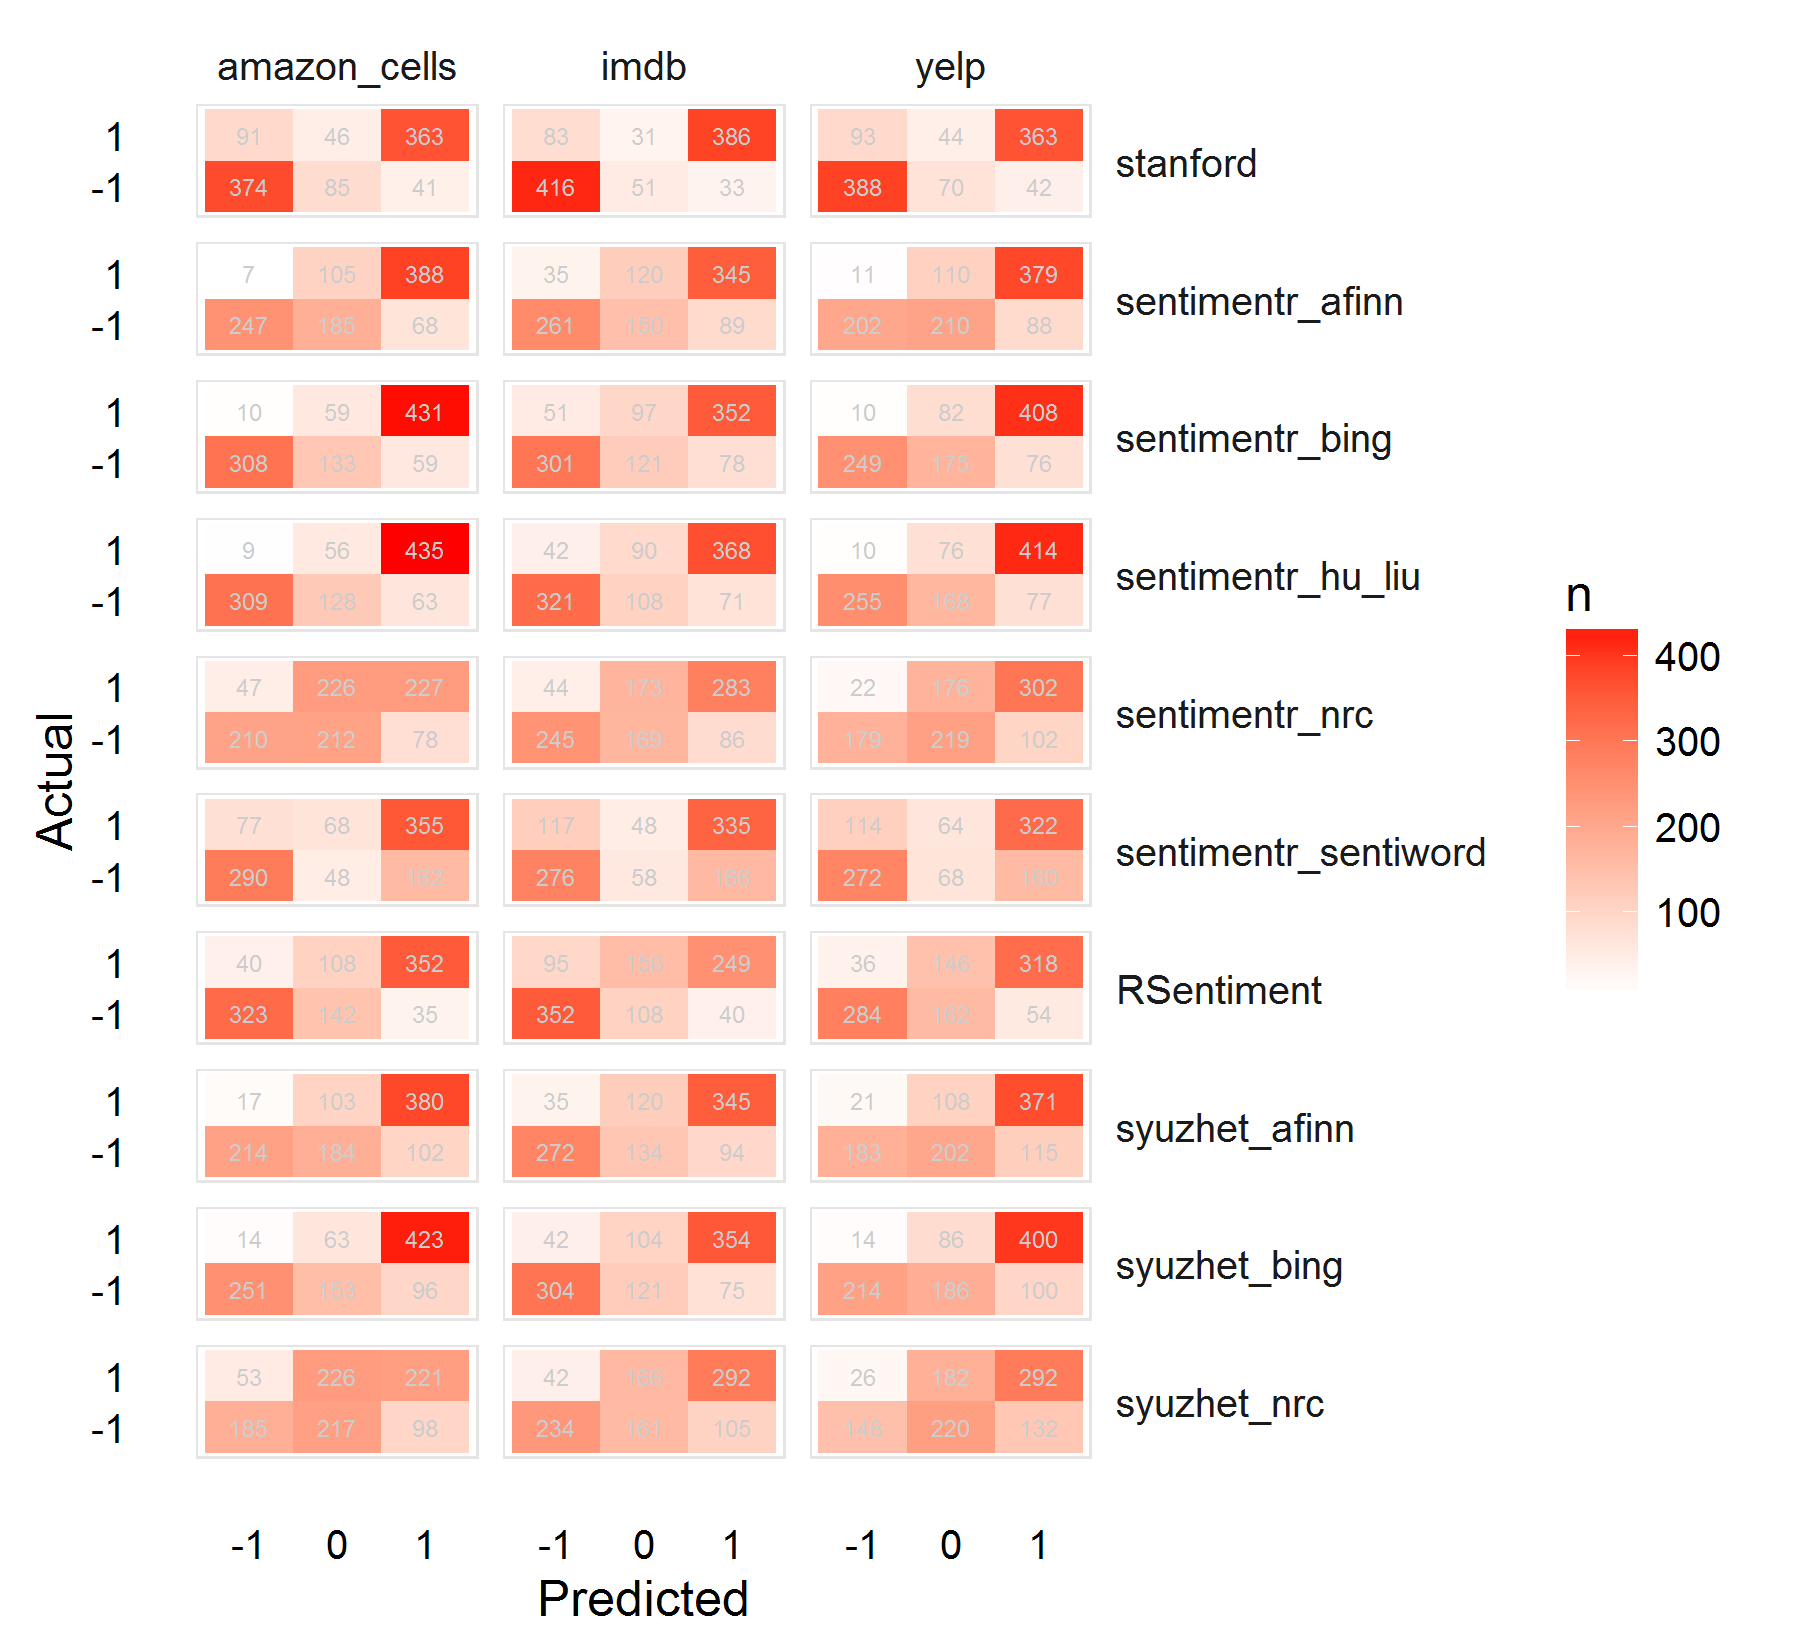 amazon_cells imdb yelp
1 91 46 363 83 31 386 93 44 363
stanford
-1 374 85 41 416 51 33 388 70 42
1 7 105 388 35 120 345 11 110 379
sentimentr_afinn
-1 247 185 68 261 150 89 202 210 88
1 10 59 431 51 97 352 10 82 408
sentimentr_bing
-1 308 133 59 301 121 78 249 175 76
1 9 56 435 42 90 368 10 76 414
sentimentr_hu_liu
-1 309 128 63 321 108 71 255 168 77
n
400
300
200
100
1 47 226 227 44 173 283 22 176 302
sentimentr_nrc
-1 210 212 78 245 169 86 179 219 102
Actual
1 77 68 355 117 48 335 114 64 322
sentimentr_sentiword
-1 290 48 162 276 58 166 272 68 160
1 40 108 352 95 156 249 36 146 318
RSentiment
-1 323 142 35 352 108 40 284 162 54
1 17 103 380 35 120 345 21 108 371
syuzhet_afinn
-1 214 184 102 272 134 94 183 202 115
1 14 63 423 42 104 354 14 86 400
syuzhet_bing
-1 251 153 96 304 121 75 214 186 100
1 53 226 221 42 166 292 26 182 292
syuzhet_nrc
-1 185 217 98 234 161 105 148 220 132
-1 0 1 -1 0 1 -1 0 1
Predicted